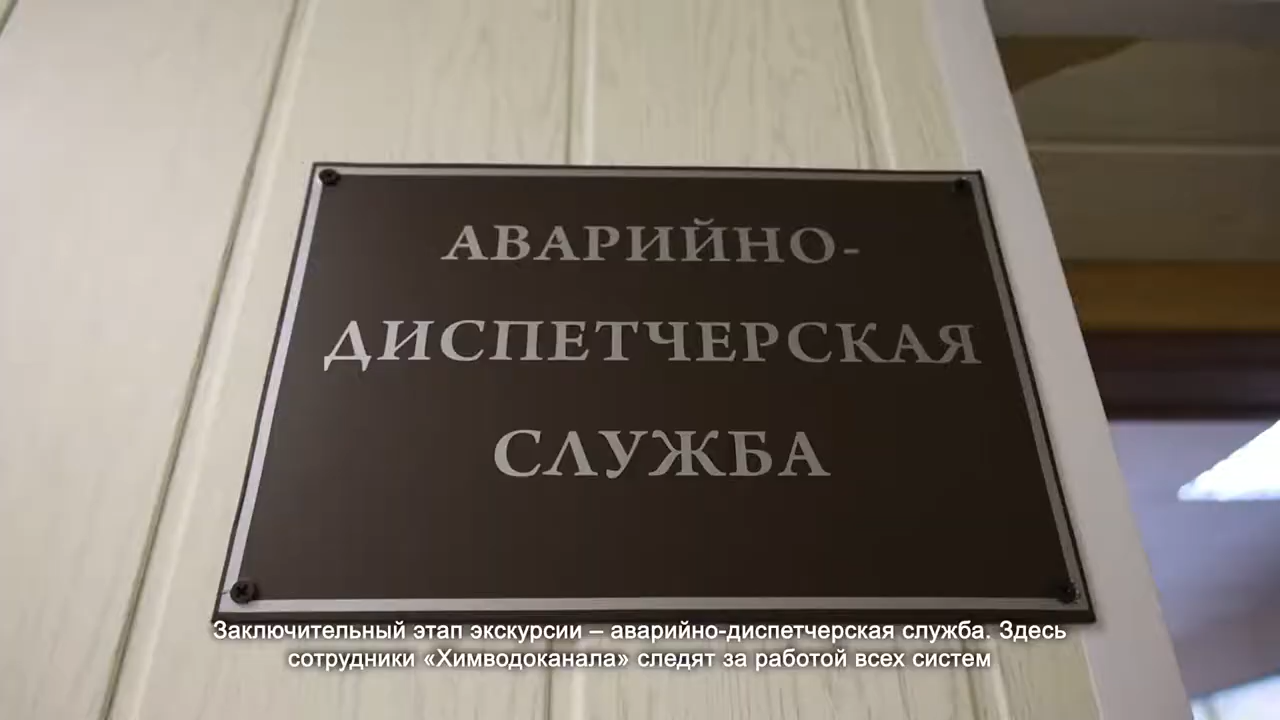 АВАРИЙНО-
ДИСПЕТЧЕРСКАЯ
СЛУЖБА
Заключительный этап экскурсии – аварийно-диспетчерская служба. Здесь
сотрудники «Химводоканала» следят за работой всех систем